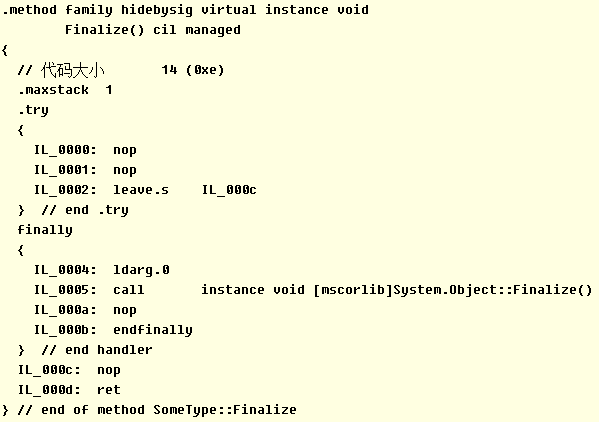 .method family hidebysig virtual instance void
Finalize() cil managed
{
// 代码大小 14 (0xe)
.maxstack 1
.try
{
IL_0000: nop
IL_0001: nop
IL_0002: leave.s IL_000c
} // end .try
finally
{
IL_0004: ldarg.0
IL_0005: call instance void [mscorlib]System.Object::Finalize()
IL_000a: nop
IL_000b: endfinally
} // end handler
IL_000c: nop
IL_000d: ret
} // end of method SomeType::Finalize